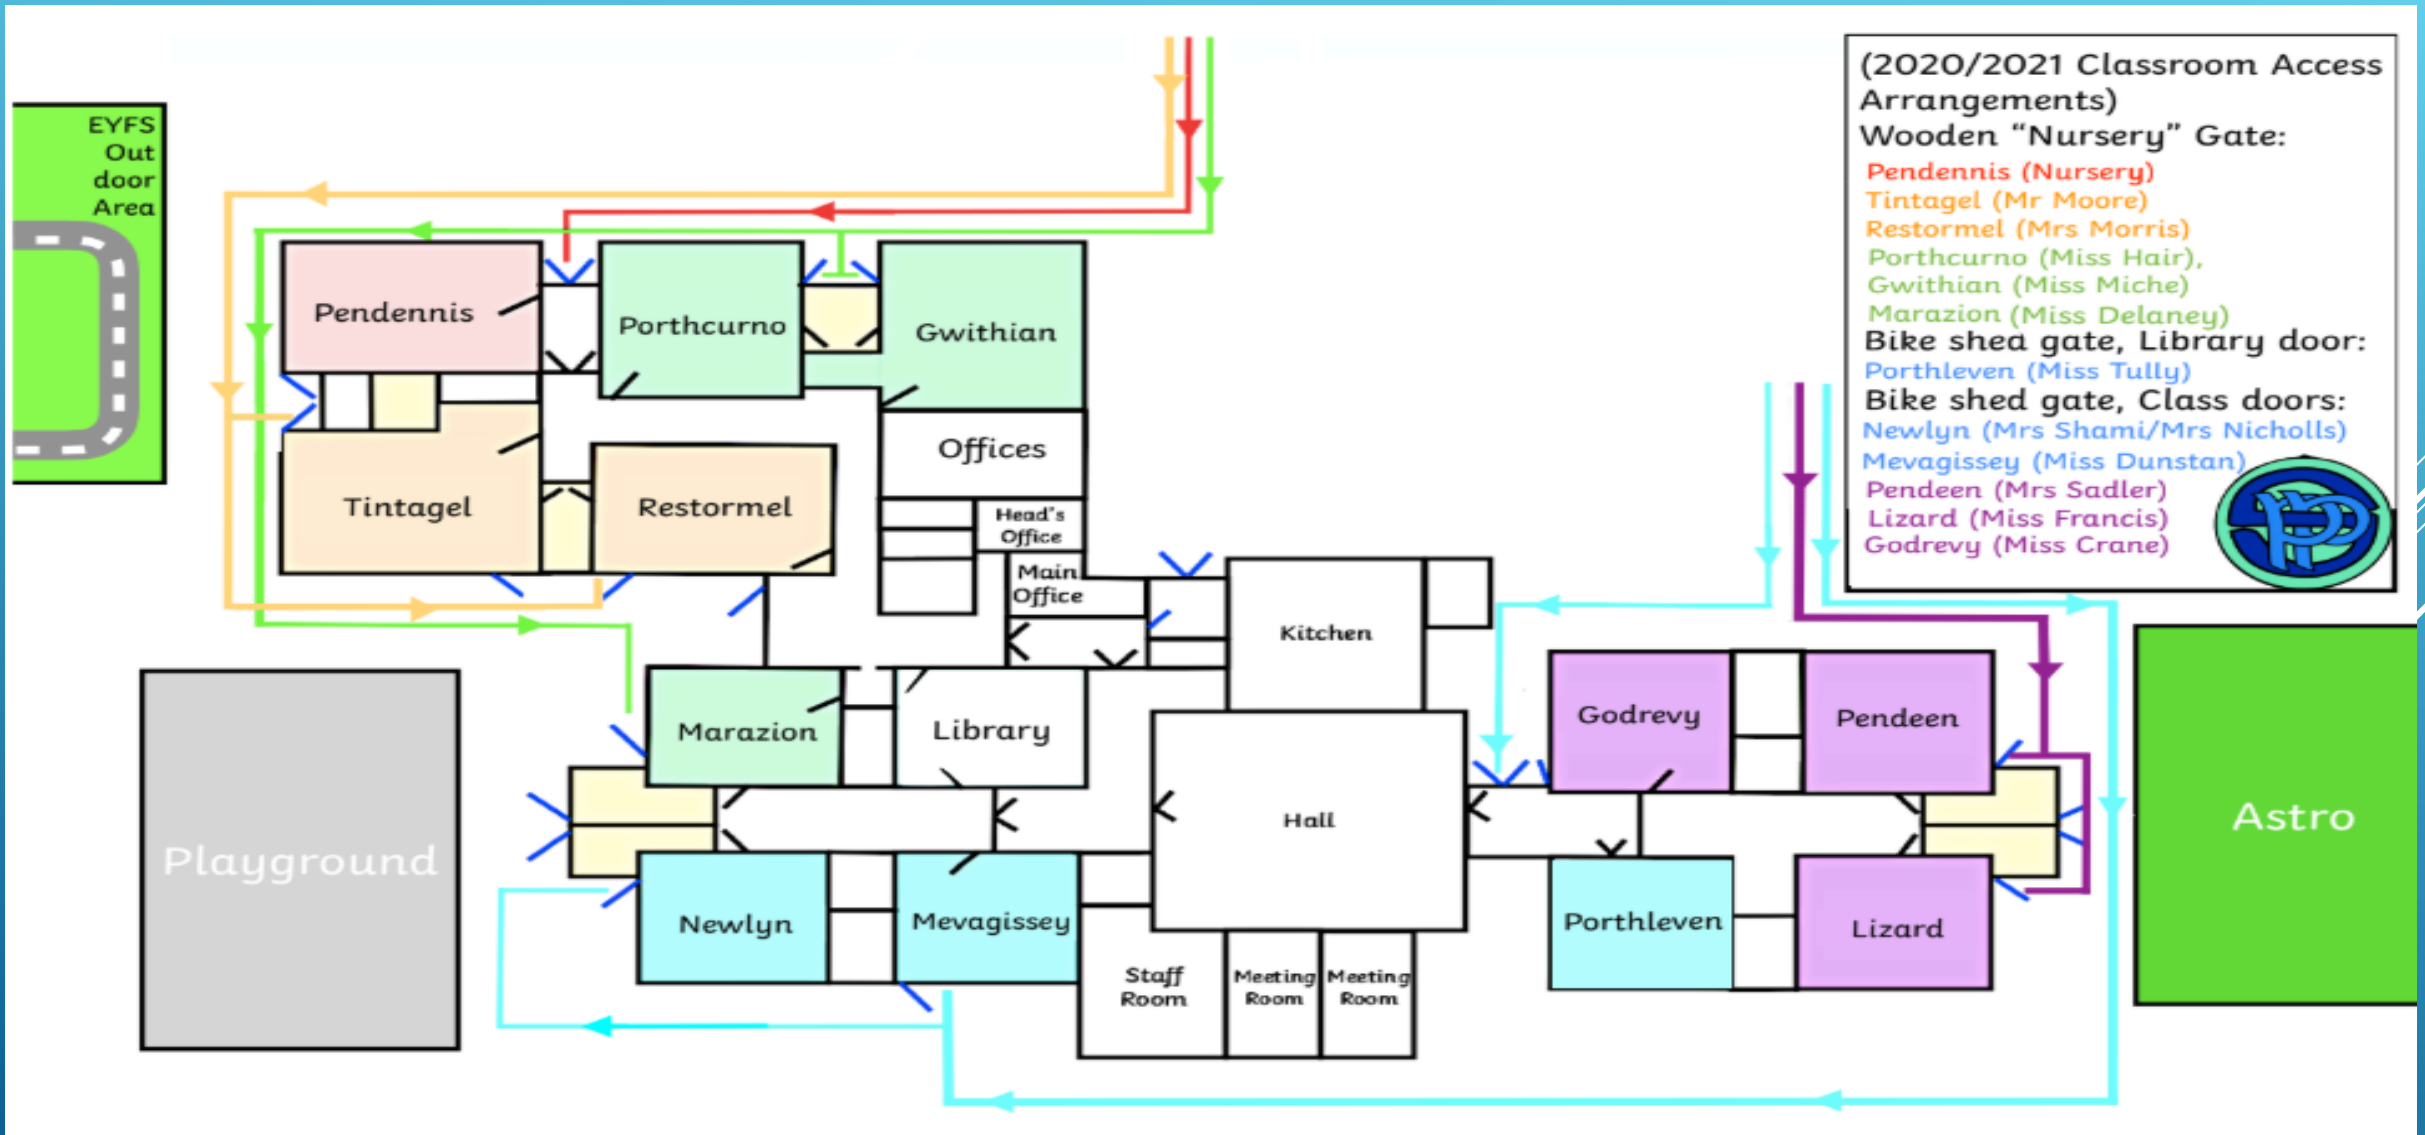 (2020/2021 Classroom Access
Arrangements)
Wooden “Nursery” Gate:
Pendennis (Nursery)
Tintagel (Mr Moore)
Restormel (Mrs Morris)
Porthcurno (Miss Hair),
Gwithian (Miss Miche)
Marazion (Miss Delaney)
Bike shed gate, Library door:
Porthleven (Miss Tully)
Bike shed gate, Class doors:
Newlyn (Mrs Shami/Mrs Nicholls)
Mevagissey (Miss Dunstan)
Pendeen (Mrs Sadler)
Lizard (Miss Francis)
Godrevy (Miss Crane)
EYFS
Out
door
Area
Pendennis
Porthcurno
Gwithian
Offices
Tintagel
Restormel
Head's
Office
Main
Office
Kitchen
Marazion
Library
Godrevy
Pendeen
Hall
Astro
Playground
Newlyn
Mevagissey
Porthleven
Lizard
Staff
Room
Meeting
Room
Meeting
Room